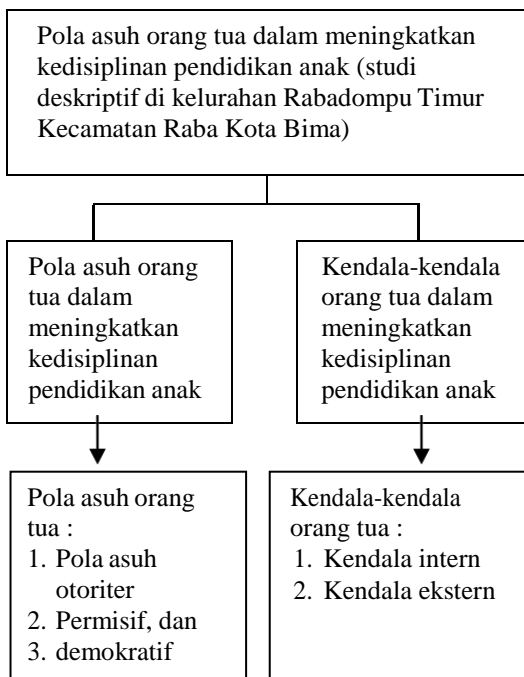 Pola asuh orang tua dalam meningkatkan
kedisiplinan pendidikan anak (studi
deskriptif di kelurahan Rabadompu Timur
Kecamatan Raba Kota Bima)
Pola asuh orang
tua dalam
meningkatkan
kedisiplinan
pendidikan anak
Kendala-kendala
orang tua dalam
meningkatkan
kedisiplinan
pendidikan anak
Pola asuh orang
tua :
1. Pola asuh
otoriter
2. Permisif, dan
3. demokratif
Kendala-kendala
orang tua :
1. Kendala intern
2. Kendala ekstern